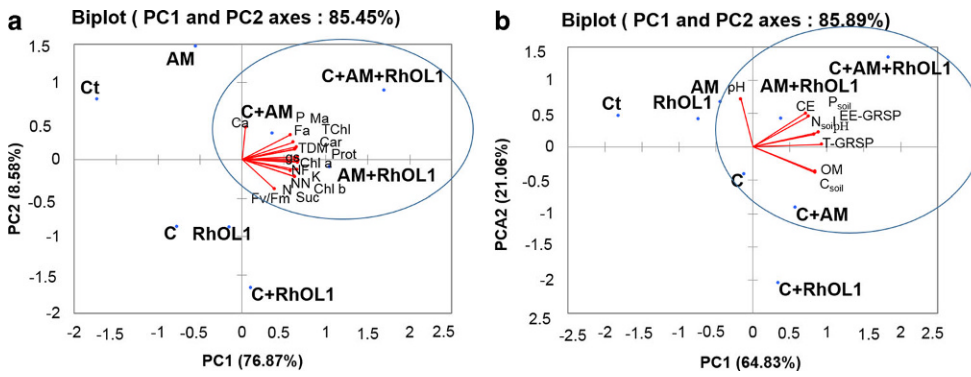 a
Biplot ( PC1 and PC2 axes : 85.45%)
1.5
1
0.5
0
-0.5
-1
-1.5
-2
PC2 (8.58%)
AM
Ct
C+AM+RhOL1
C+AM
Ca
P Ma
Fa
TChl
Car
TDM
Prot
gs
Chl a
NF K
AM+RhOL1
NN Chl b
N
Fv/Fm
Suc
C
RhOL1
C+RhOL1
-2 -1.5 -1 -0.5 0 0.5 1 1.5 2 2.5
PC1 (76.87%)
b
Biplot ( PC1 and PC2 axes : 85.89%)
1.5
1
0.5
0
-0.5
-1
-1.5
-2
2.5
PCA2 (21.06%)
C+AM+RhOL1
AM
pH
AM+RhOL1
Ct
RhOL1
CE
Psoil
EE-GRSP
Nsoil
pH
T-GRSP
OM
Csoil
C
C+AM
C+RhOL1
-2.5 -2 -1.5 -1 -0.5 0 0.5 1 1.5 2 2.5
PC1 (64.83%)